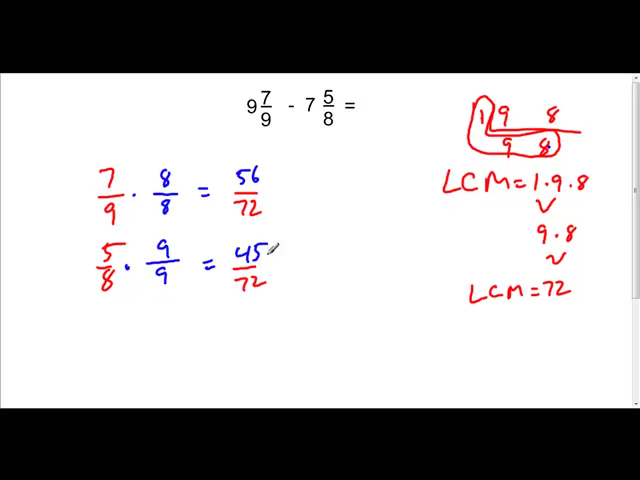 9 7/9 - 7 5/8 =
1 9 8
9 8
LCM = 1 . 9 . 8
9 . 8
LCM = 72
7/9 . 8/8 = 56/72
5/8 . 9/9 = 45/72